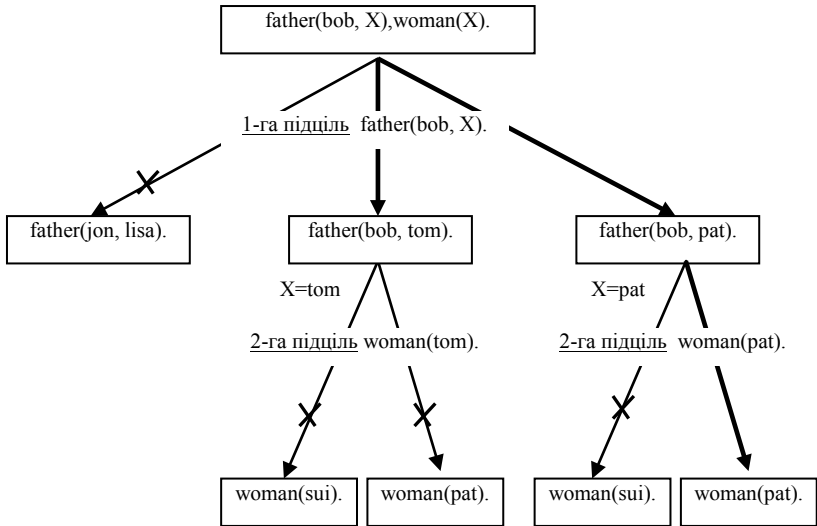 father(bob, X),woman(X).
1-га підціль father(bob, X).
father(jon, lisa).
father(bob, tom).
father(bob, pat).
X=tom
X=pat
2-га підціль woman(tom).
2-га підціль woman(pat).
woman(sui).
woman(pat).
woman(sui).
woman(pat).